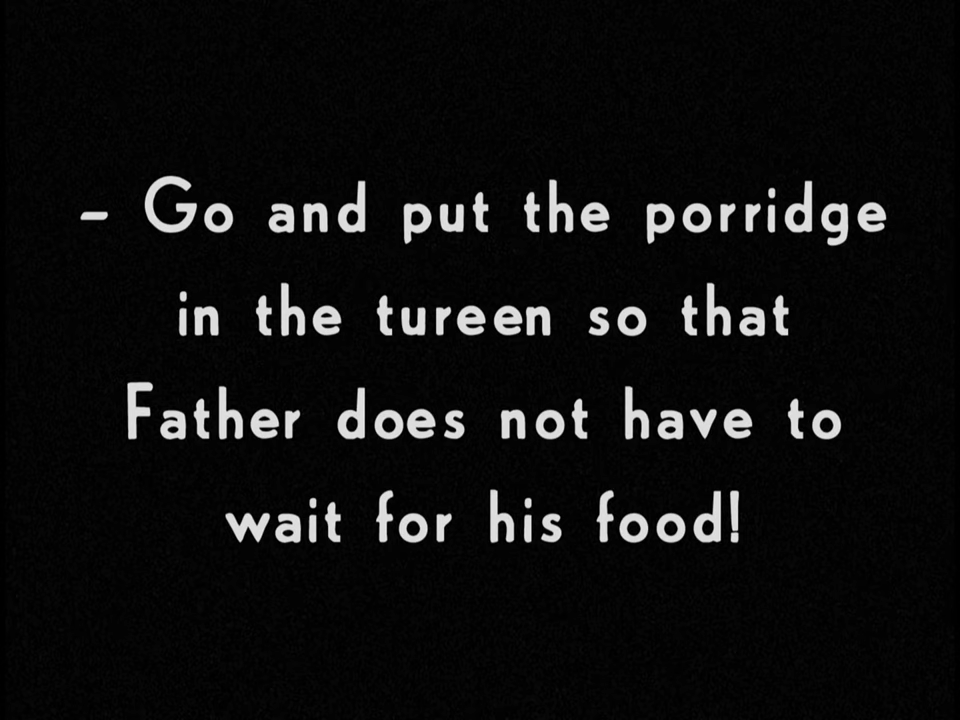 – Go and put the porridge
in the tureen so that
Father does not have to
wait for his food!